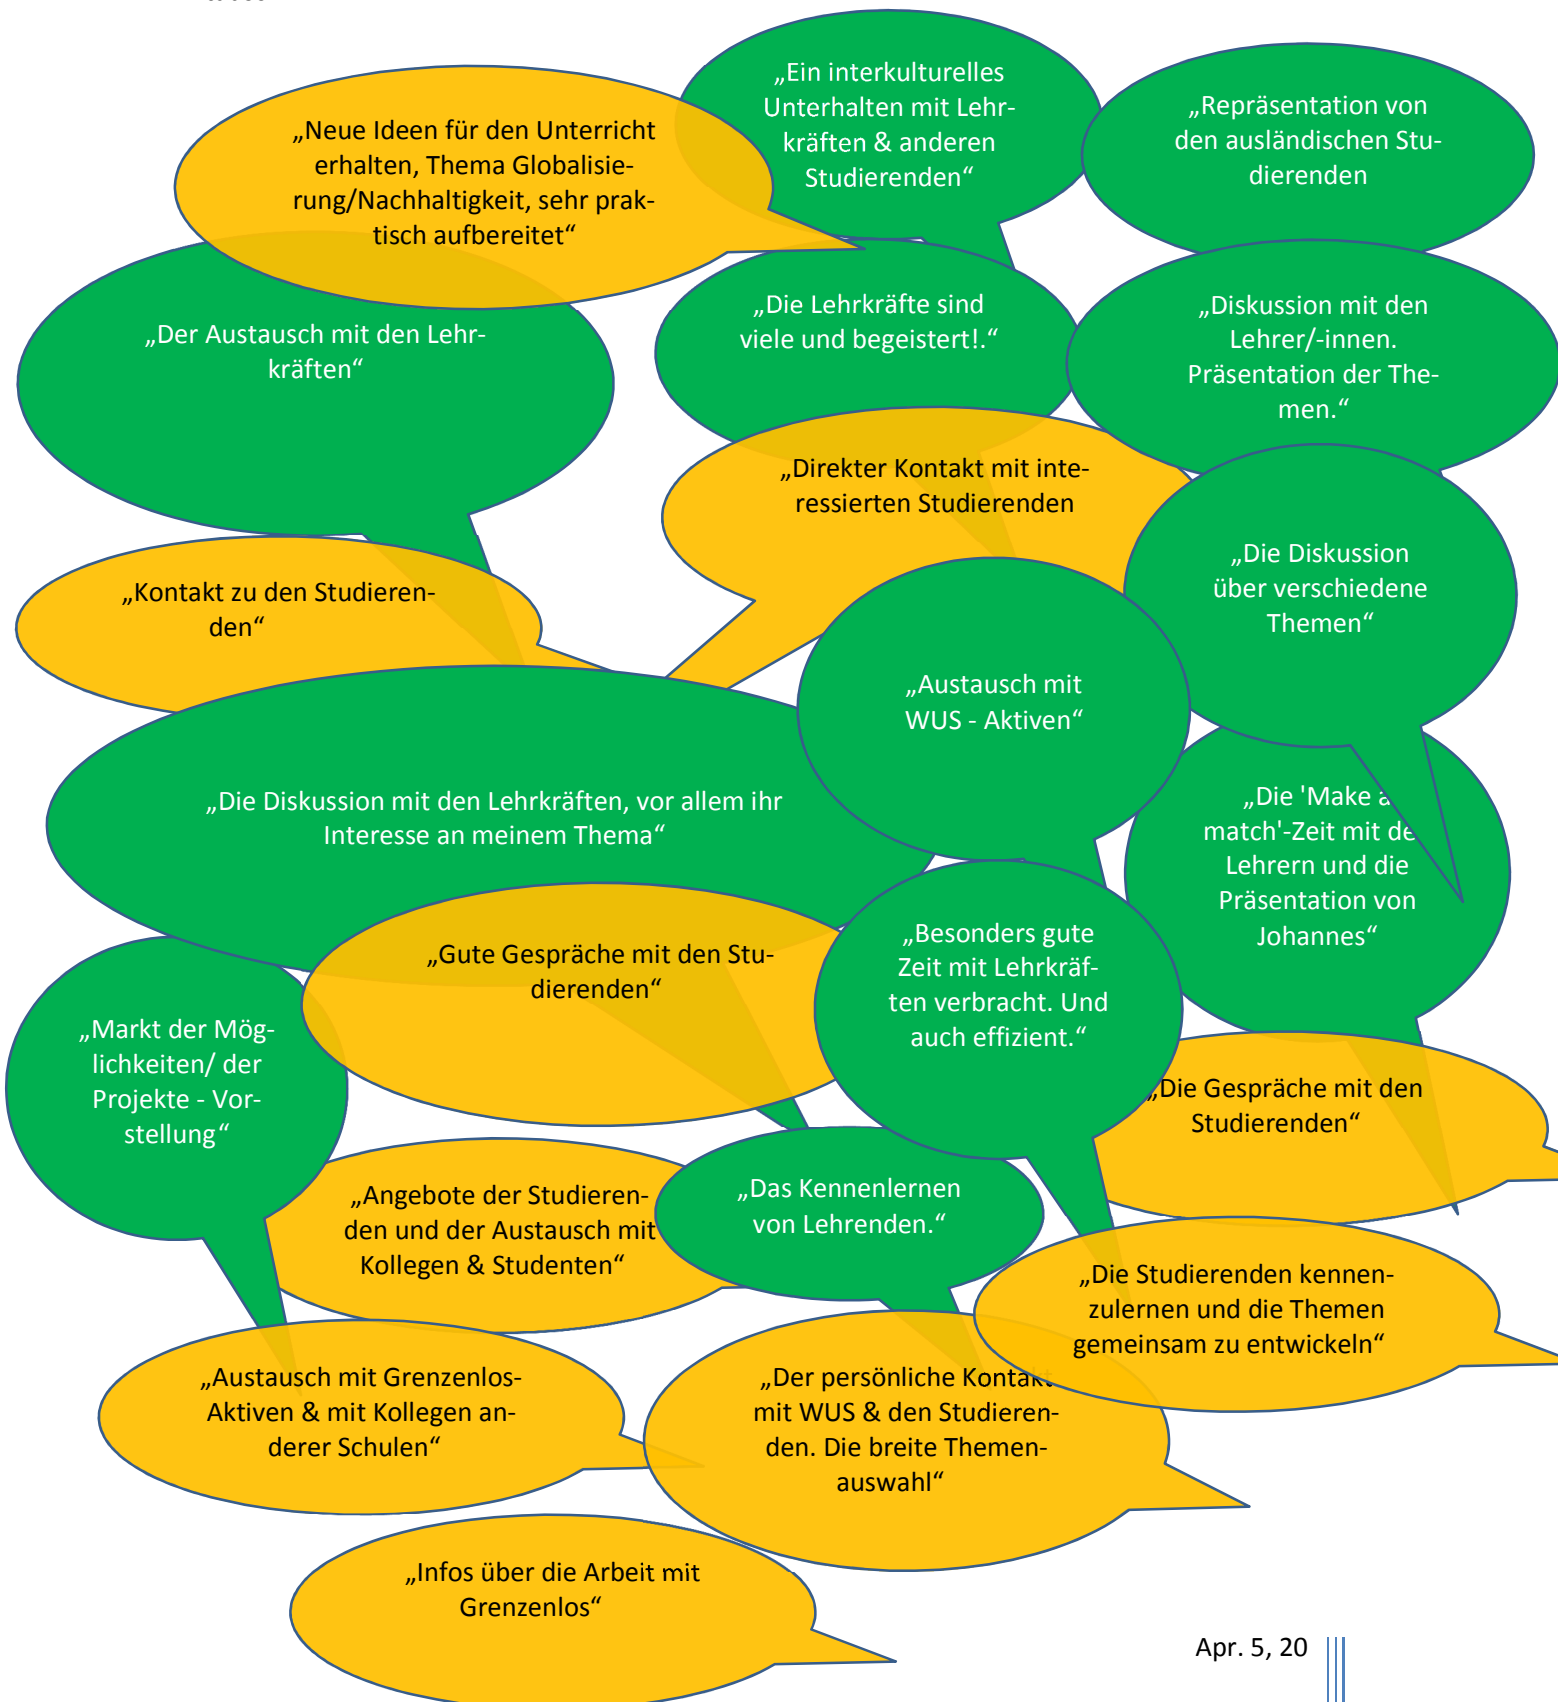 „Ein interkulturelles
Unterhalten mit Lehr-
kräften & anderen
Studierenden“
„Repräsentation von
den ausländischen Stu-
dierenden
„Neue Ideen für den Unterricht
erhalten, Thema Globalisie-
rung/Nachhaltigkeit, sehr prak-
tisch aufbereitet“
„Der Austausch mit den Lehr-
kräften“
„Die Lehrkräfte sind
viele und begeistert!.“
„Diskussion mit den
Lehrer/-innen.
Präsentation der The-
men.“
„Direkter Kontakt mit inte-
ressierten Studierenden
„Die Diskussion
über verschiedene
Themen“
„Kontakt zu den Studieren-
den“
„Austausch mit
WUS - Aktiven“
„Die Diskussion mit den Lehrkräften, vor allem ihr
Interesse an meinem Thema“
„Die 'Make a
match'-Zeit mit de
Lehrern und die
Präsentation von
Johannes“
„Gute Gespräche mit den Stu-
dierenden“
„Besonders gute
Zeit mit Lehrkräf-
ten verbracht. Und
auch effizient.“
„Markt der Mög-
lichkeiten/ der
Projekte - Vor-
stellung“
„Die Gespräche mit den
Studierenden“
„Angebote der Studieren-
den und der Austausch mit
Kollegen & Studenten“
„Das Kennenlernen
von Lehrenden.“
„Die Studierenden kennen-
zulernen und die Themen
gemeinsam zu entwickeln“
„Austausch mit Grenzenlos-
Aktiven & mit Kollegen an-
derer Schulen“
„Der persönliche Kontakt
mit WUS & den Studieren-
den. Die breite Themen-
auswahl“
„Infos über die Arbeit mit
Grenzenlos“
Apr. 5, 20